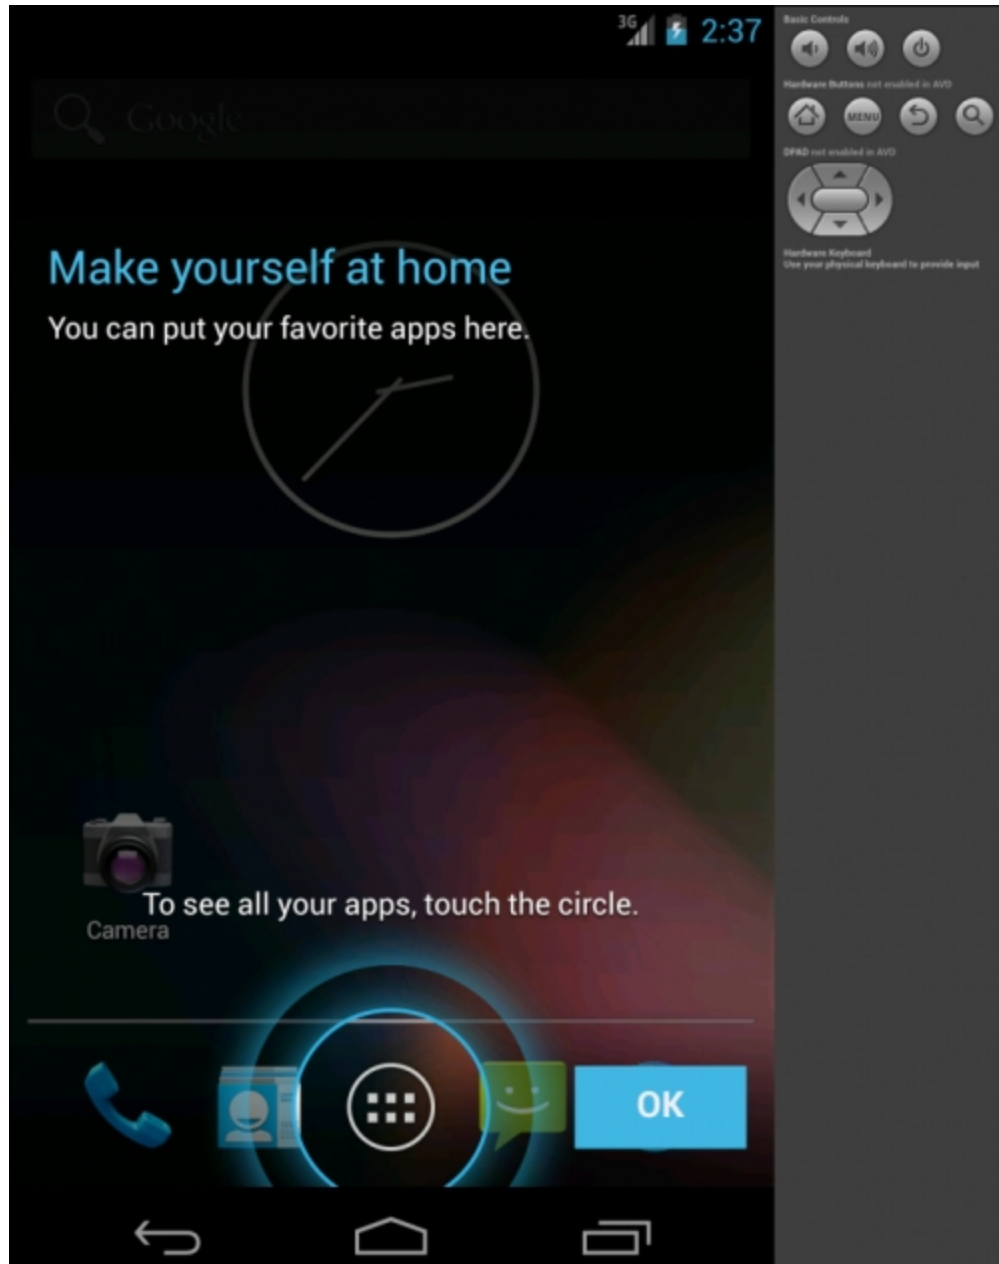 3G 2:37
Google
Make yourself at home
You can put your favorite apps here.
Camera
To see all your apps, touch the circle.
OK
Basic Controls
Hardware Buttons not enabled in AVD
MENU
DPAD not enabled in AVD
Hardware Keyboard
Use your physical keyboard to provide input